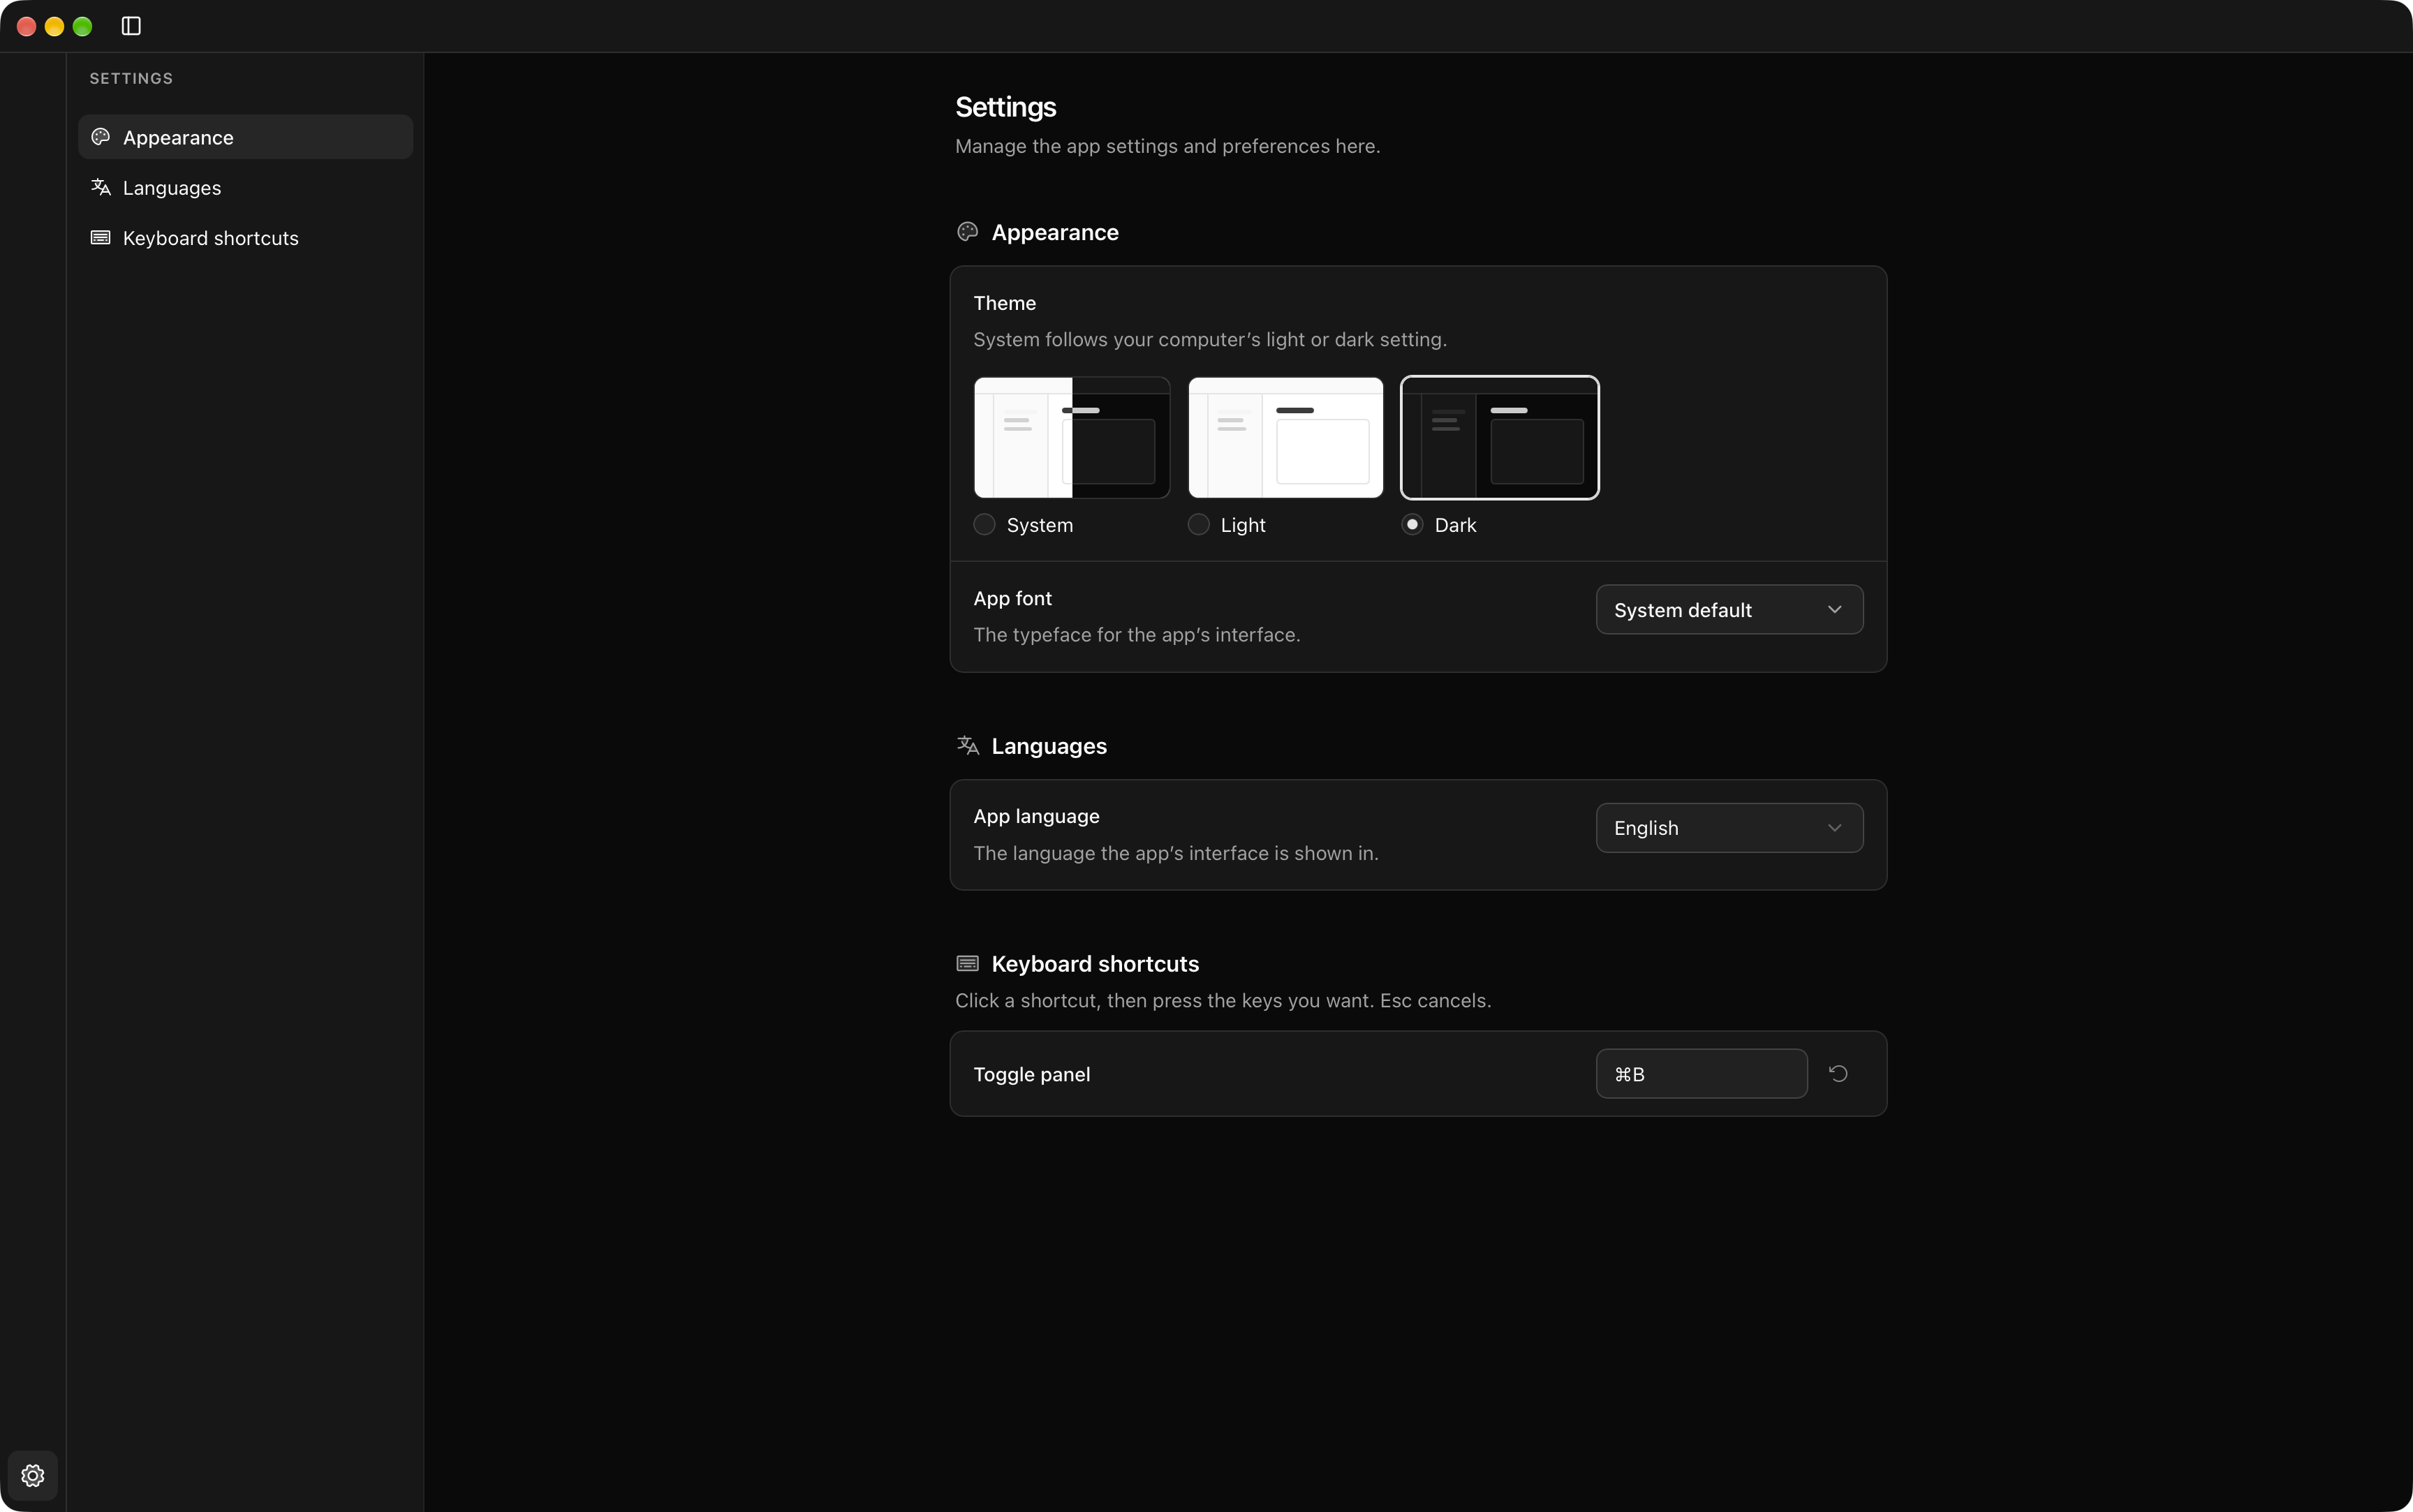 SETTINGS
Appearance
Languages
Keyboard shortcuts
Settings
Manage the app settings and preferences here.
Appearance
Theme
System follows your computer’s light or dark setting.
System
Light
Dark
App font
The typeface for the app’s interface.
System default
Languages
App language
The language the app’s interface is shown in.
English
Keyboard shortcuts
Click a shortcut, then press the keys you want. Esc cancels.
Toggle panel
⌘B